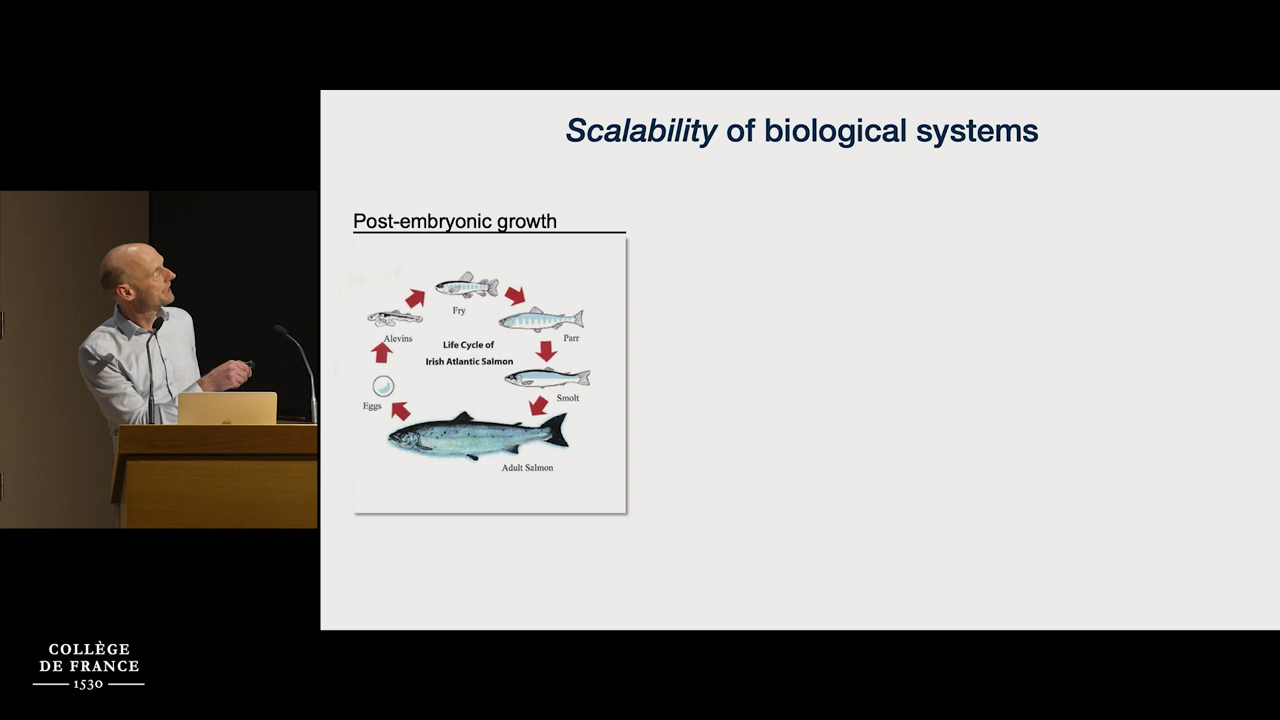 Scalability of biological systems
Post-embryonic growth
Fry
Alevins
Parr
Life Cycle of
Irish Atlantic Salmon
Smolt
Eggs
Adult Salmon
COLLÈGE
DE FRANCE
1530